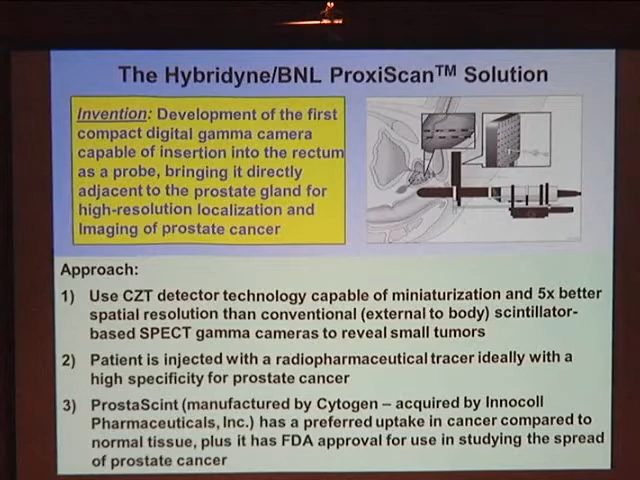 The Hybridyne/BNL ProxiScan™ Solution
Invention: Development of the first
compact digital gamma camera
capable of insertion into the rectum
as a probe, bringing it directly
adjacent to the prostate gland for
high-resolution localization and
Imaging of prostate cancer
Approach:
1) Use CZT detector technology capable of miniaturization and 5x better
spatial resolution than conventional (external to body) scintillator-
based SPECT gamma cameras to reveal small tumors
2) Patient is injected with a radiopharmaceutical tracer ideally with a
high specificity for prostate cancer
3) ProstaScint (manufactured by Cytogen – acquired by Innocoll
Pharmaceuticals, Inc.) has a preferred uptake in cancer compared to
normal tissue, plus it has FDA approval for use in studying the spread
of prostate cancer